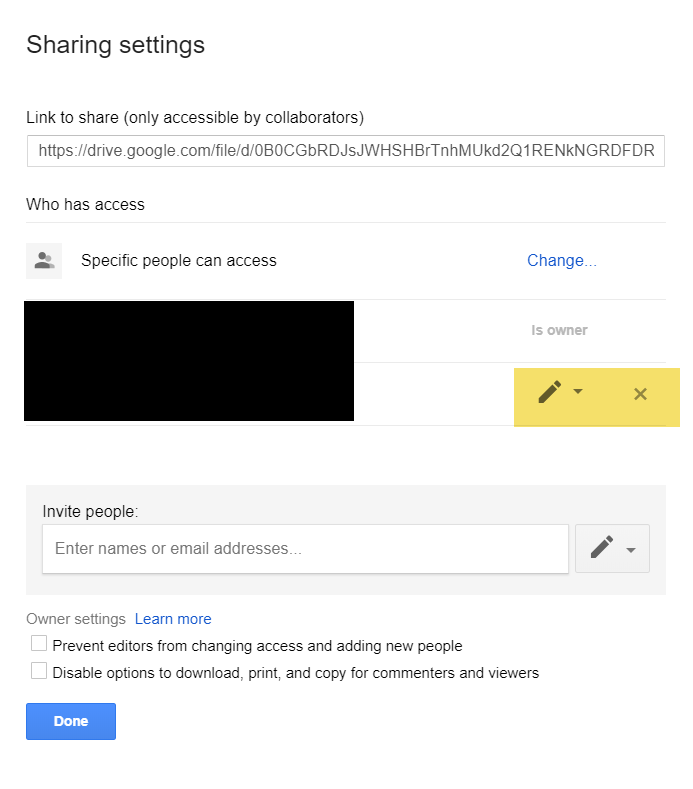 Sharing settings
Link to share (only accessible by collaborators)
https://drive.google.com/file/d/0B0CGbRDJsJWHSHBrTnhMUkd2Q1RENkNGRDFDR
Who has access
Specific people can access Change...
Is owner
Invite people:
Enter names or email addresses...
Owner settings Learn more
Prevent editors from changing access and adding new people
Disable options to download, print, and copy for commenters and viewers
Done